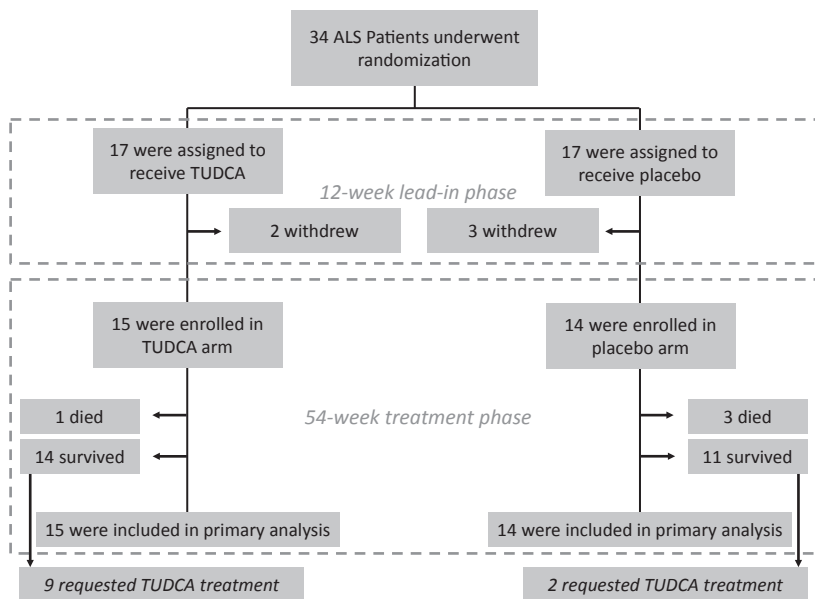 34 ALS Patients underwent
randomization
17 were assigned to
receive TUDCA
17 were assigned to
receive placebo
12-week lead-in phase
2 withdrew
3 withdrew
15 were enrolled in
TUDCA arm
14 were enrolled in
placebo arm
54-week treatment phase
1 died
3 died
14 survived
11 survived
15 were included in primary analysis
14 were included in primary analysis
9 requested TUDCA treatment
2 requested TUDCA treatment